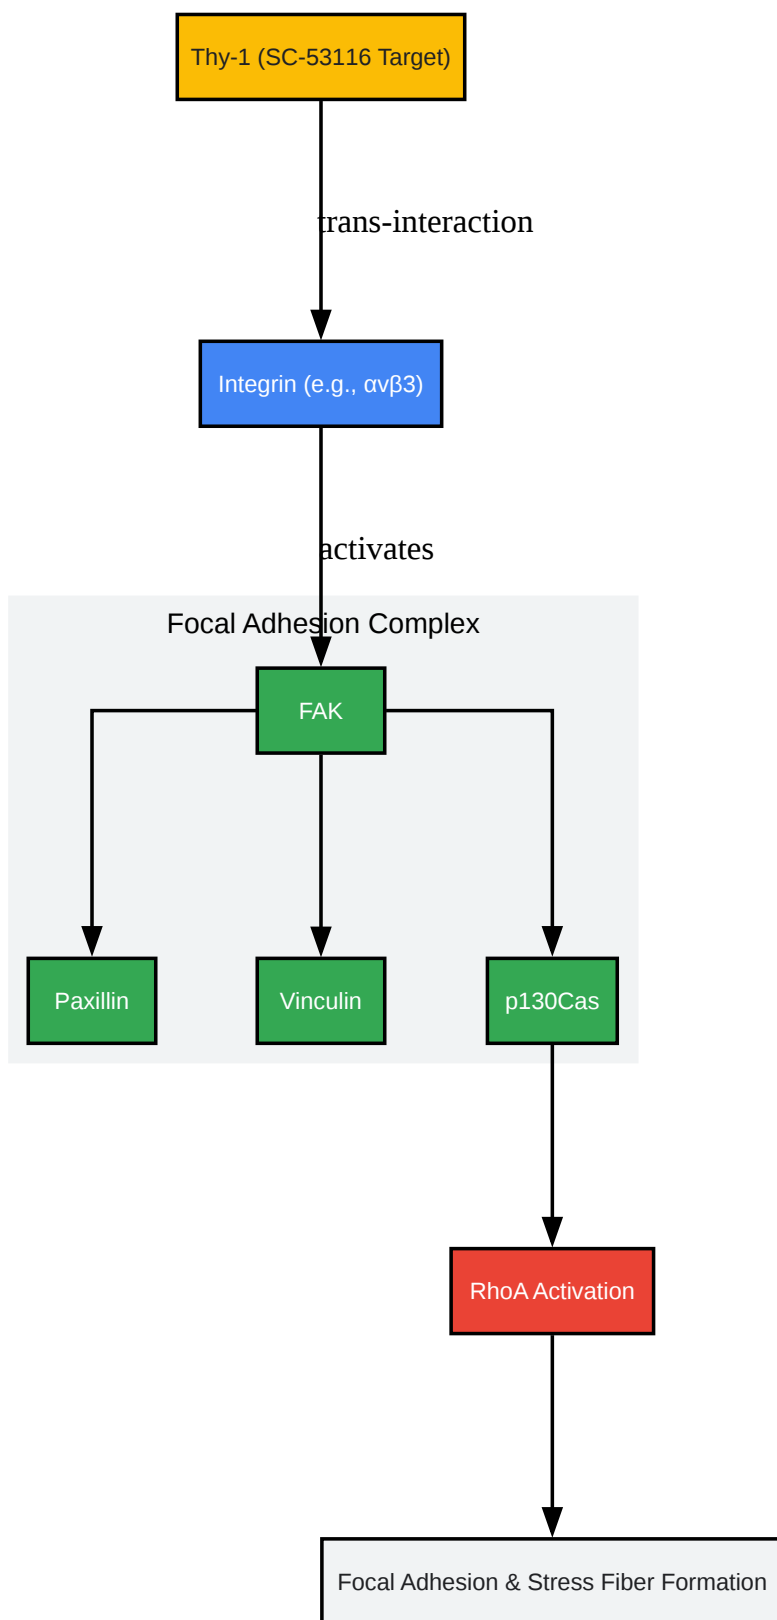 Thy-1 (SC-53116 Target)
trans-interaction
Integrin (e.g., αvβ3)
activates
Focal Adhesion Complex
FAK
Paxillin
Vinculin
p130Cas
RhoA Activation
Focal Adhesion & Stress Fiber Formation